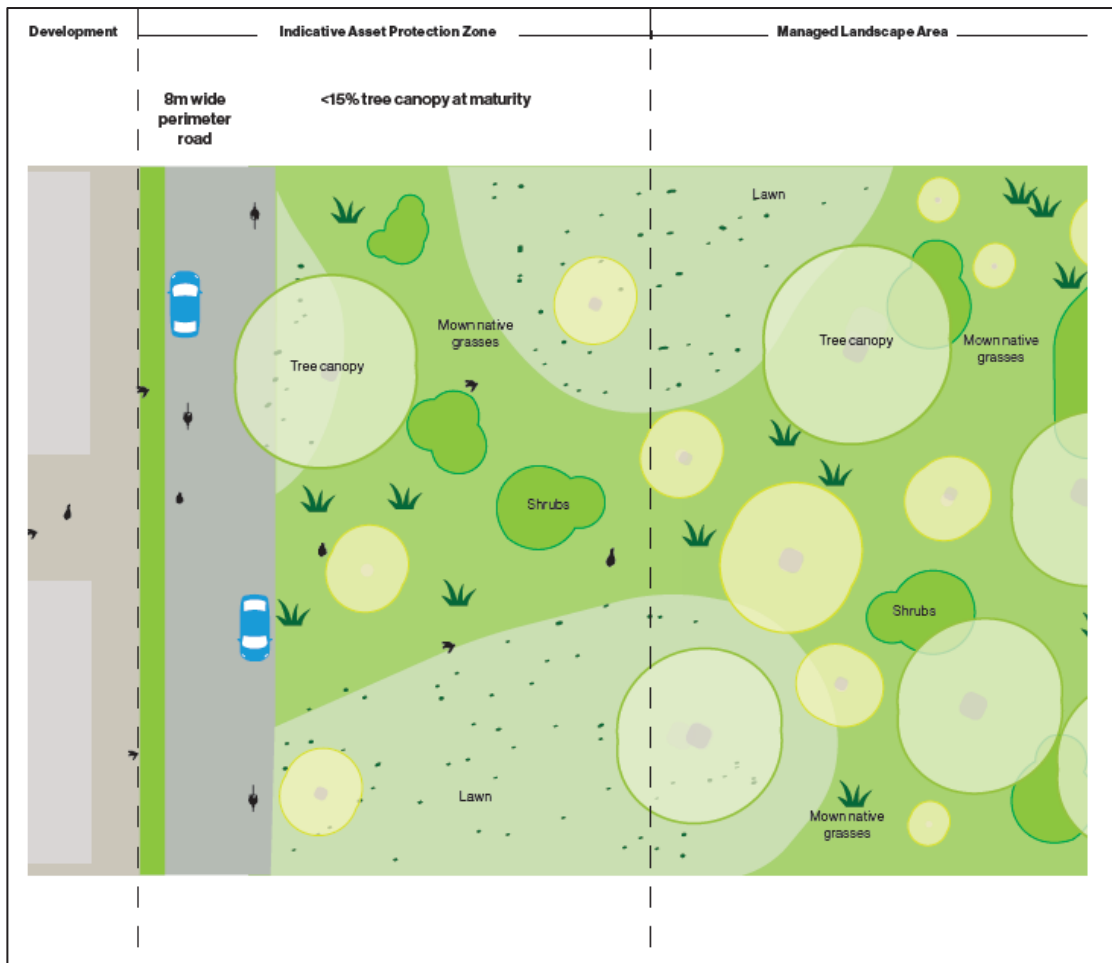 Development
Indicative Asset Protection Zone
Managed Landscape Area
8m wide
perimeter
road
<15% tree canopy at maturity
Lawn
Mown native
grasses
Tree canopy
Tree canopy
Mown native
grasses
Shrubs
Shrubs
Lawn
Mown native
grasses